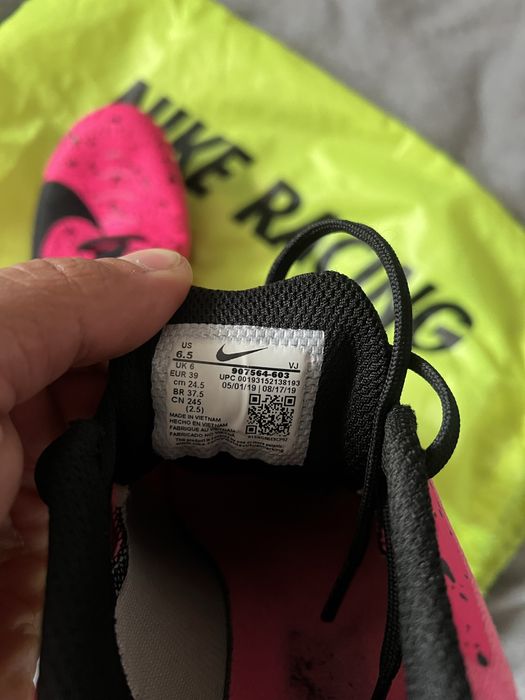 NIKE RACING
US
6.5
VJ
UK 6
907564-603
EUR 39
UPC 00193152138193
cm 24.5
05/01/19 | 08/17/19
BR 37.5
CN 245
(2.5)
MADE IN VIETNAM
HECHO EN VIETNAM
FABRIQUE AU VIETNAM
FABRICADO NO